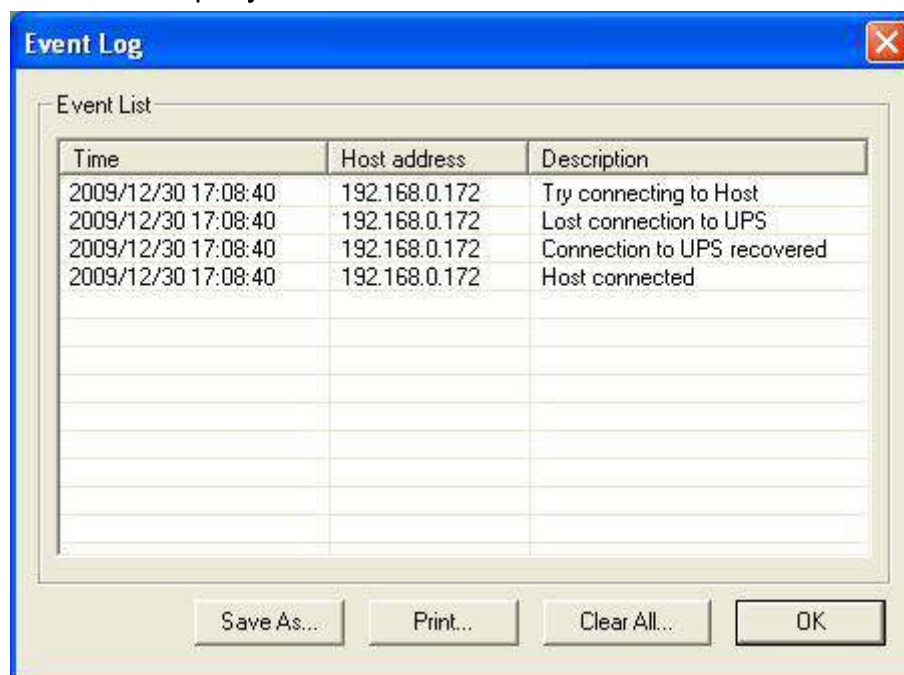 Event Log
Event List
Time Host address Description
2009/12/30 17:08:40 192.168.0.172 Try connecting to Host
2009/12/30 17:08:40 192.168.0.172 Lost connection to UPS
2009/12/30 17:08:40 192.168.0.172 Connection to UPS recovered
2009/12/30 17:08:40 192.168.0.172 Host connected
Save As... Print... Clear All... OK